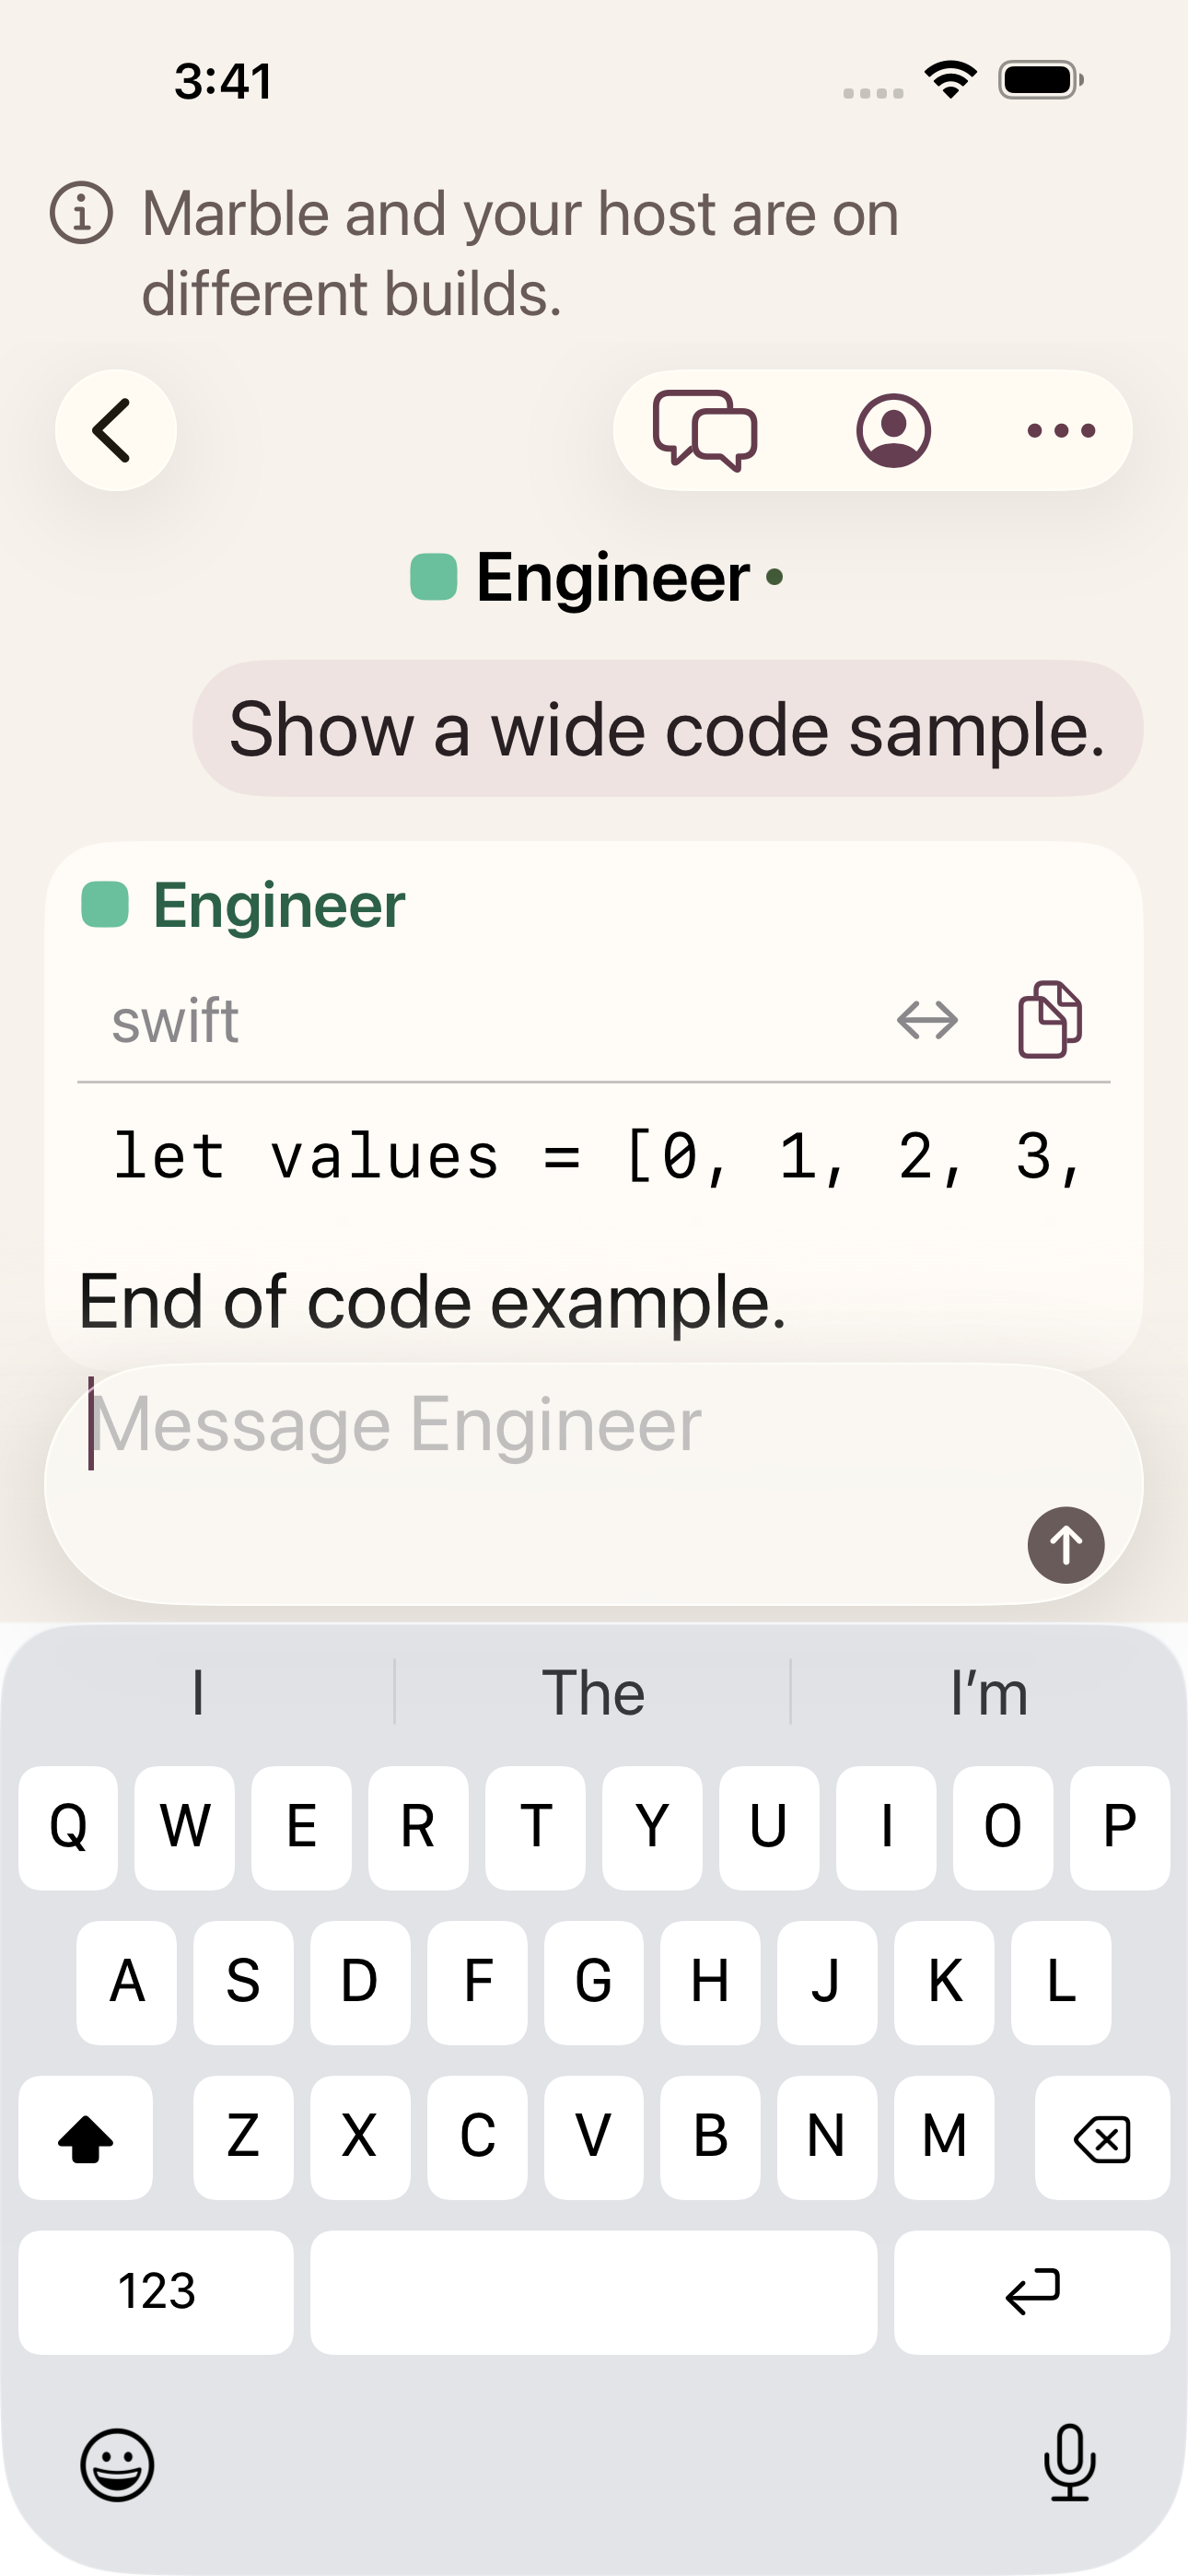 3:41
Marble and your host are on
different builds.
Engineer
Show a wide code sample.
Engineer
swift
let values = [0, 1, 2, 3,
End of code example.
Message Engineer
I The I’m
Q W E R T Y U I O P
A S D F G H J K L
Z X C V B N M
123